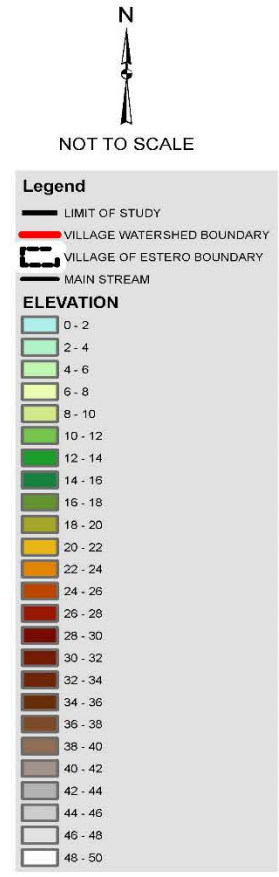 N
NOT TO SCALE
Legend
LIMIT OF STUDY
VILLAGE WATERSHED BOUNDARY
VILLAGE OF ESTERO BOUNDARY
MAIN STREAM
ELEVATION
0 - 2
2 - 4
4 - 6
6 - 8
8 - 10
10 - 12
12 - 14
14 - 16
16 - 18
18 - 20
20 - 22
22 - 24
24 - 26
26 - 28
28 - 30
30 - 32
32 - 34
34 - 36
36 - 38
38 - 40
40 - 42
42 - 44
44 - 46
46 - 48
48 - 50